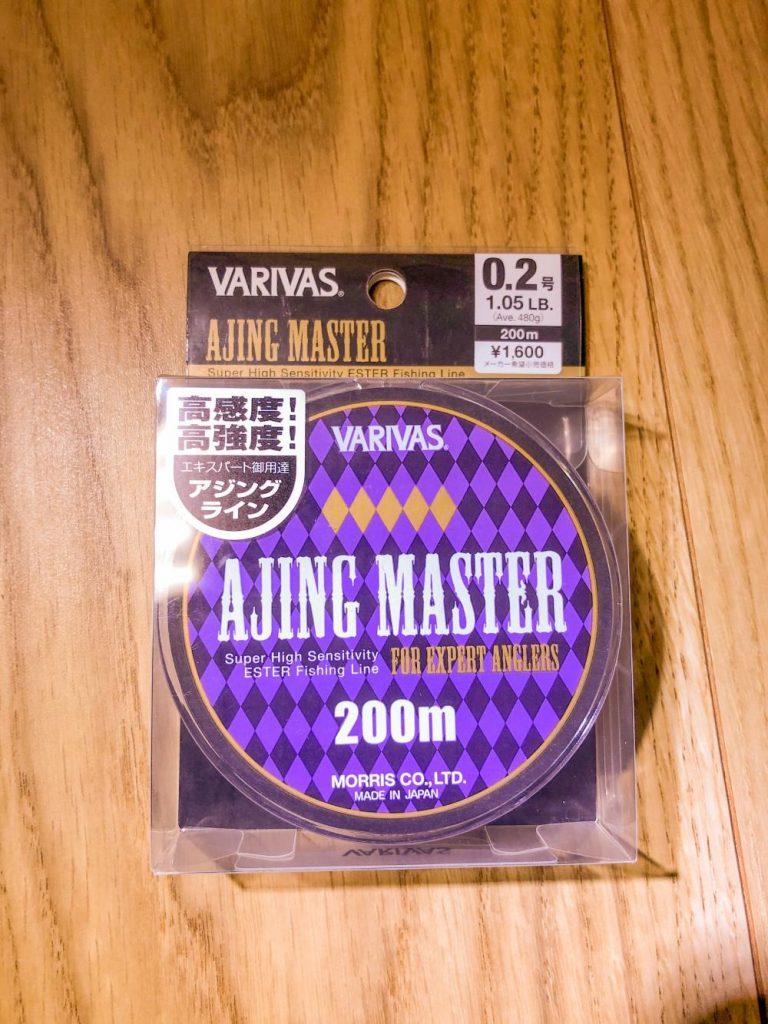 VARIVAS®
0.2号
1.05 LB.
(Ave. 480g)
200m
¥1,600
メーカー希望小売価格
AJING MASTER
Super High Sensitivity ESTER Fishing Line
高感度!
高強度!
エキスパート御用達
アジング
ライン
VARIVAS®
AJING MASTER
Super High Sensitivity
ESTER Fishing Line
FOR EXPERT ANGLERS
200m
MORRIS CO.,LTD.
MADE IN JAPAN
VARIVAS